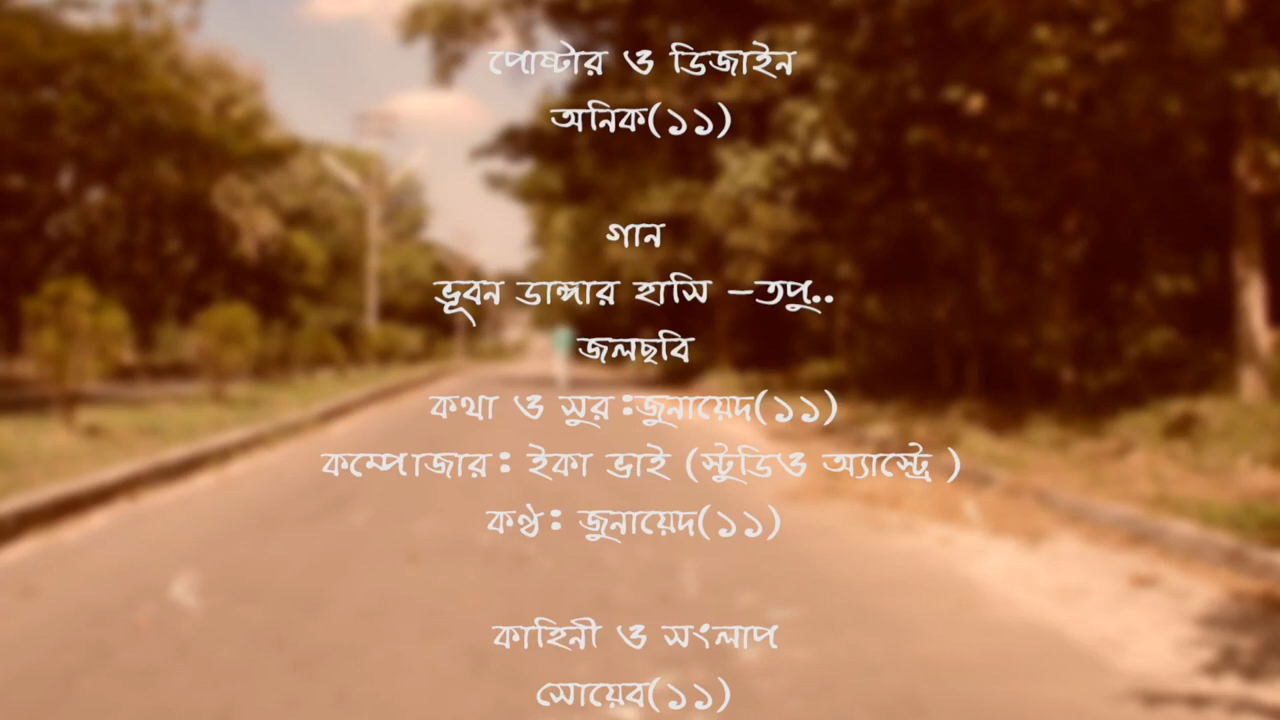 পোষ্টার ও ডিজাইন
অনিক(১১)
গান
ভূবন ডাঙ্গার হাসি -তপু..
জলছবি
কথা ও সুর:জুনায়েদ(১১)
কম্পোজার: ইকা ভাই (স্টুডিও অ্যাস্ট্রে )
কণ্ঠ: জুনায়েদ(১১)
কাহিনী ও সংলাপ
সোয়েব(১১)